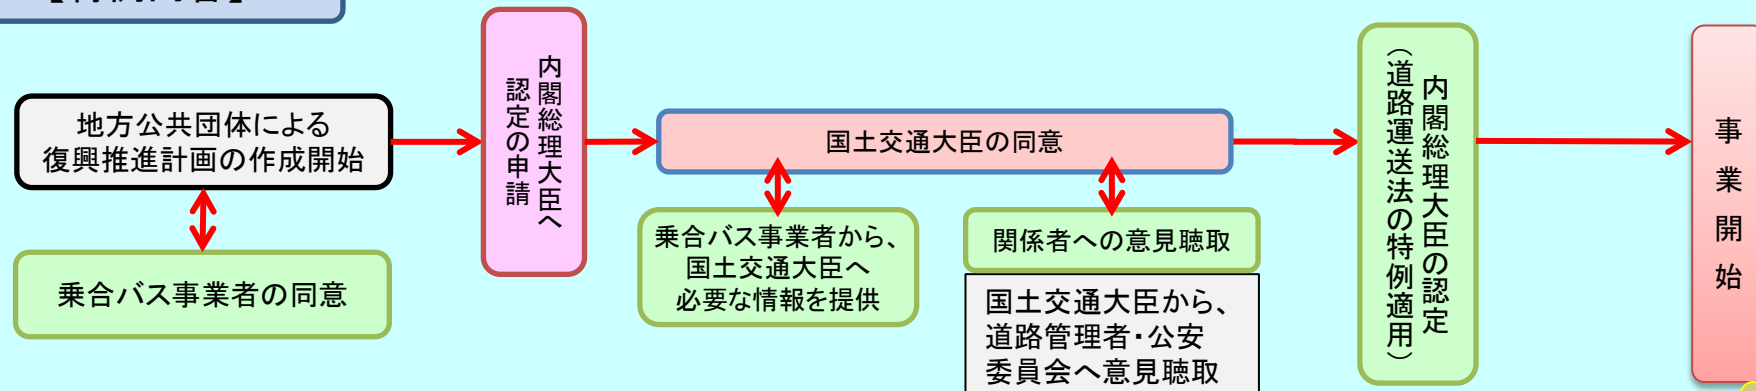 地方公共団体による
復興推進計画の作成開始
乗合バス事業者の同意
内閣総理大臣へ
認定の申請
国土交通大臣の同意
乗合バス事業者から、
国土交通大臣へ
必要な情報を提供
関係者への意見聴取
国土交通大臣から、
道路管理者・公安
委員会へ意見聴取
内閣総理大臣の認定
（道路運送法の特例適用）
事業開始